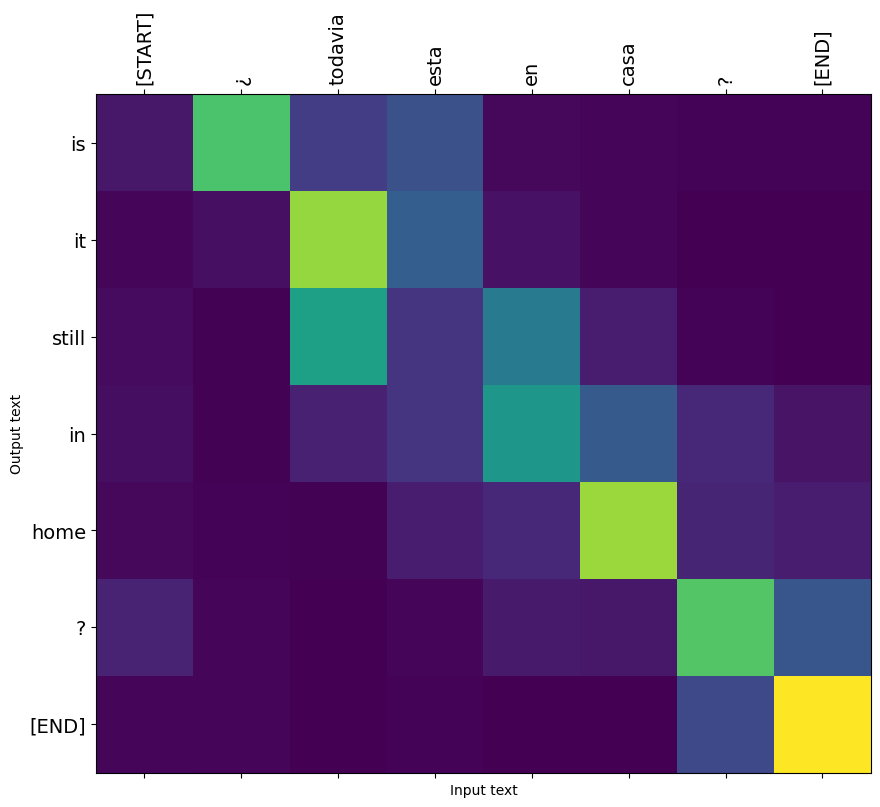 [START]
¿
todavia
esta
en
casa
?
[END]
is
it
still
in
home
?
[END]
Output text
Input text